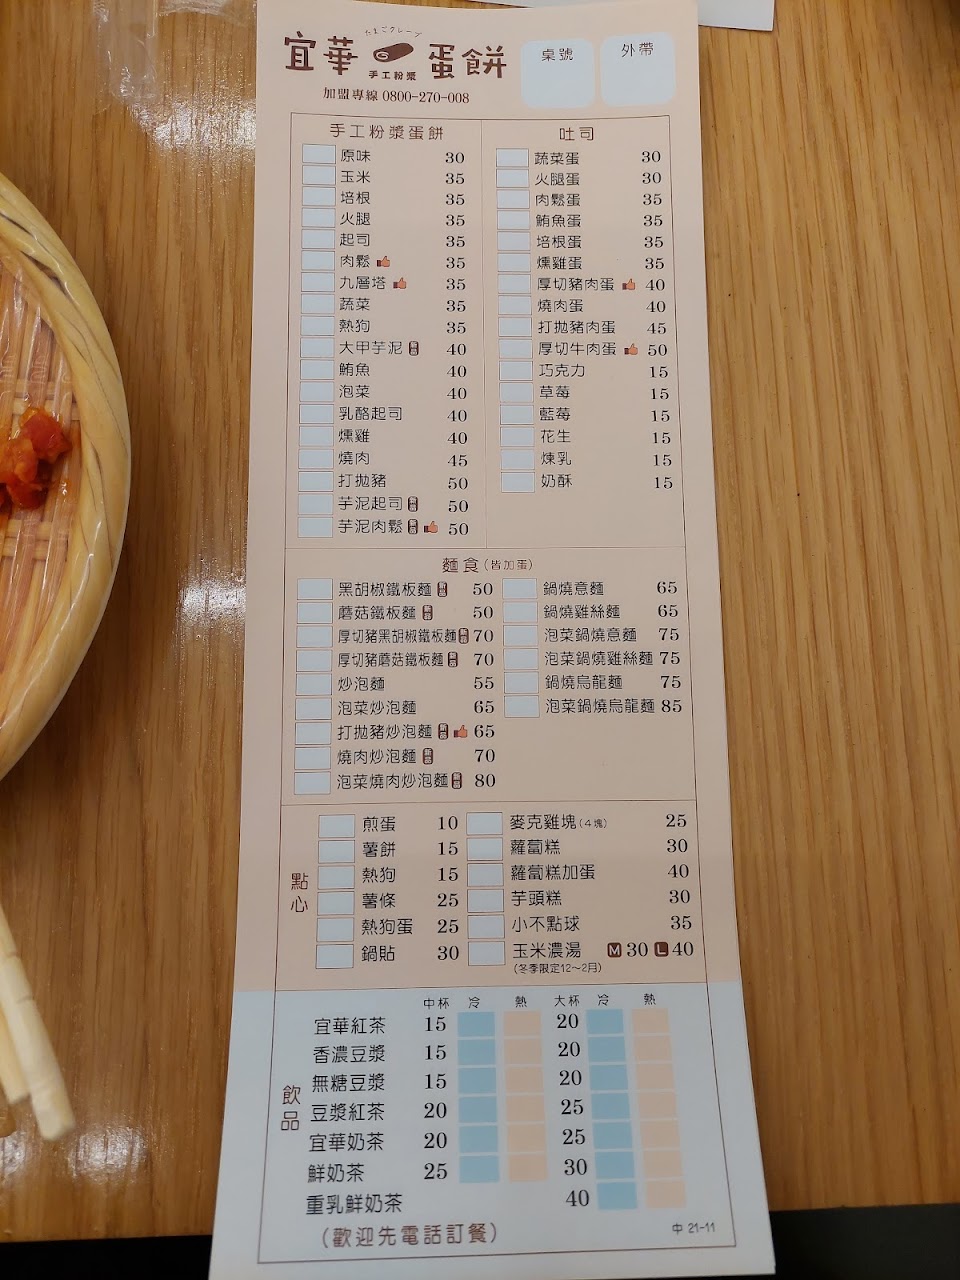 宜華蛋餅
たまごクレープ
手工粉漿
加盟專線 0800-270-008
桌號
外帶
手工粉漿蛋餅
原味 30
玉米 35
培根 35
火腿 35
起司 35
肉鬆 35
九層塔 35
蔬菜 35
熱狗 35
大甲芋泥 40
鮪魚 40
泡菜 40
乳酪起司 40
燻雞 40
燒肉 45
打拋豬 50
芋泥起司 50
芋泥肉鬆 50
吐司
蔬菜蛋 30
火腿蛋 30
肉鬆蛋 35
鮪魚蛋 35
培根蛋 35
燻雞蛋 35
厚切豬肉蛋 40
燒肉蛋 40
打拋豬肉蛋 45
厚切牛肉蛋 50
巧克力 15
草莓 15
藍莓 15
花生 15
煉乳 15
奶酥 15
麵食(皆加蛋)
黑胡椒鐵板麵 50
蘑菇鐵板麵 50
厚切豬黑胡椒鐵板麵 70
厚切豬蘑菇鐵板麵 70
炒泡麵 55
泡菜炒泡麵 65
打拋豬炒泡麵 65
燒肉炒泡麵 70
泡菜燒肉炒泡麵 80
鍋燒意麵 65
鍋燒雞絲麵 65
泡菜鍋燒意麵 75
泡菜鍋燒雞絲麵 75
鍋燒烏龍麵 75
泡菜鍋燒烏龍麵 85
點心
煎蛋 10
薯餅 15
熱狗 15
薯條 25
熱狗蛋 25
鍋貼 30
麥克雞塊(4塊) 25
蘿蔔糕 30
蘿蔔糕加蛋 40
芋頭糕 30
小不點球 35
玉米濃湯 M 30 L 40
(冬季限定12~2月)
飲品
中杯 冷 熱 大杯 冷 熱
宜華紅茶 15 20
香濃豆漿 15 20
無糖豆漿 15 20
豆漿紅茶 20 25
宜華奶茶 20 25
鮮奶茶 25 30
重乳鮮奶茶 40
(歡迎先電話訂餐)
中 21-11